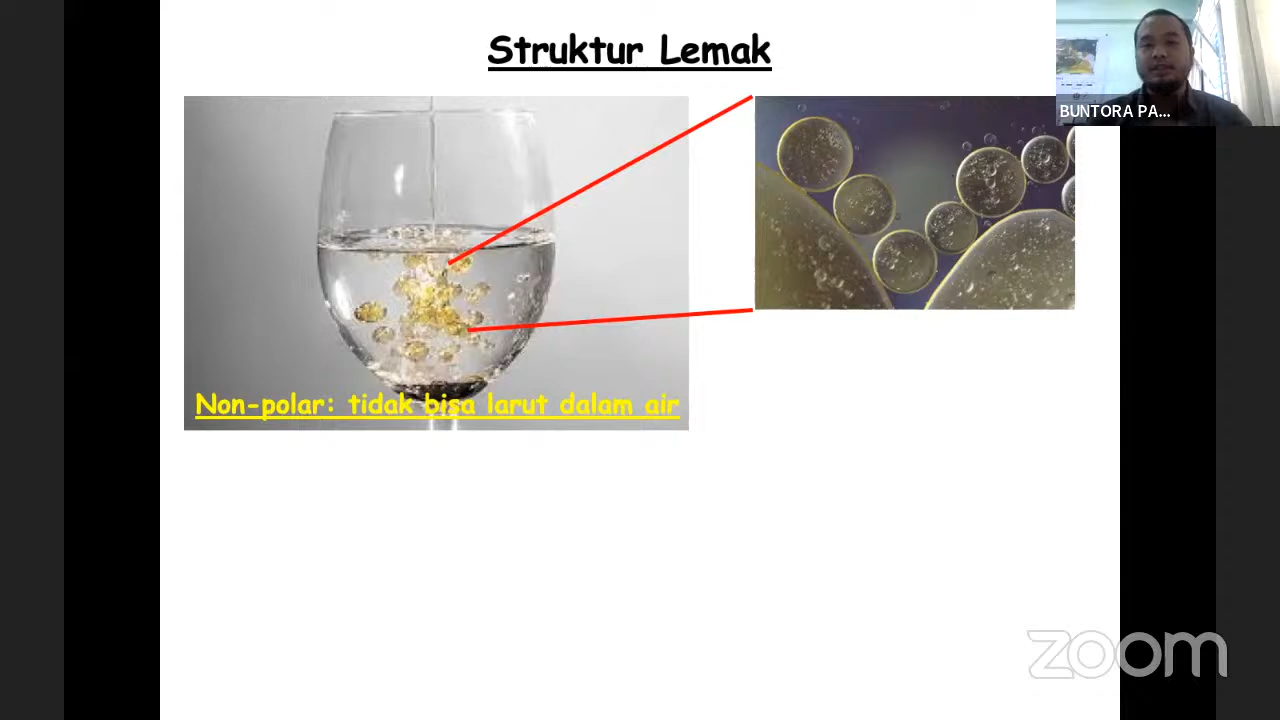 Struktur Lemak
BUNTORA PA...
Non-polar: tidak bisa larut dalam air
zoom